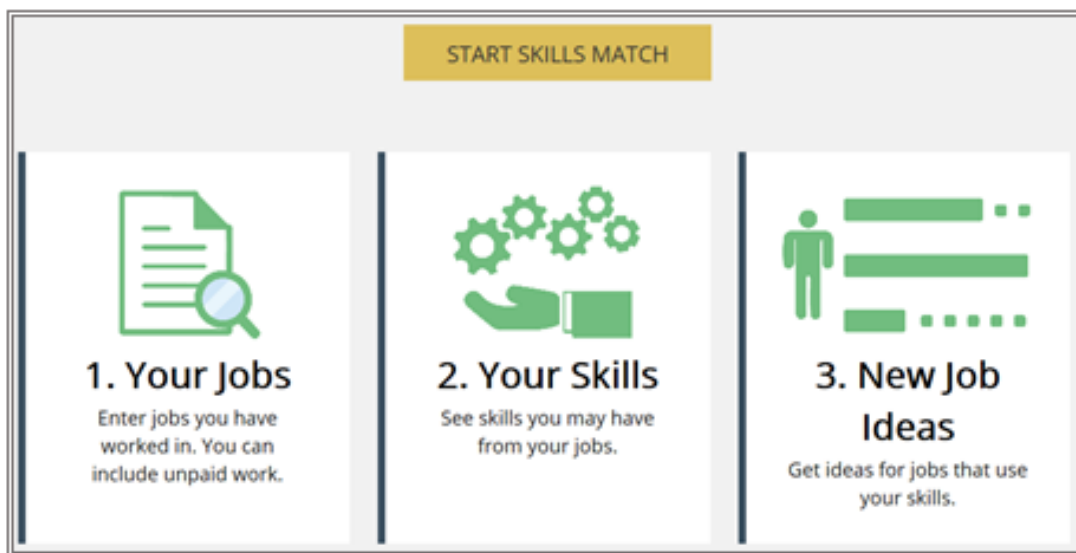 START SKILLS MATCH
1. Your Jobs
Enter jobs you have
worked in. You can
include unpaid work.
2. Your Skills
See skills you may have
from your jobs.
3. New Job
Ideas
Get ideas for jobs that use
your skills.